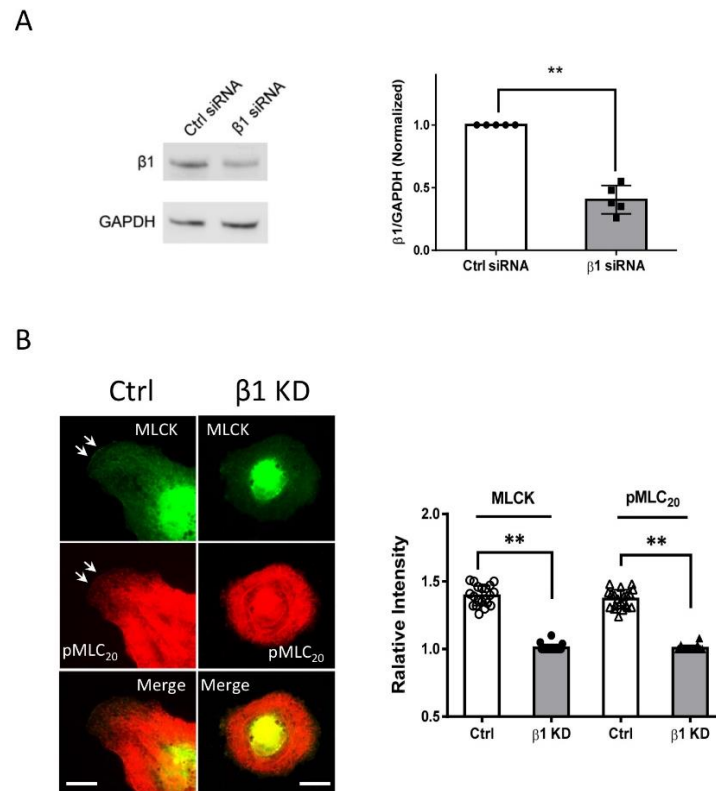 A
Ctrl siRNA
β1 siRNA
β1
GAPDH
β1/GAPDH (Normalized)
**
1.0
0.5
0.0
Ctrl siRNA
β1 siRNA
B
Ctrl
β1 KD
MLCK
MLCK
pMLC₂₀
pMLC₂₀
Merge
Merge
Ralative Intensity
MLCK
pMLC₂₀
**
**
2.0
1.5
1.0
0.5
Ctrl
β1 KD
Ctrl
β1 KD